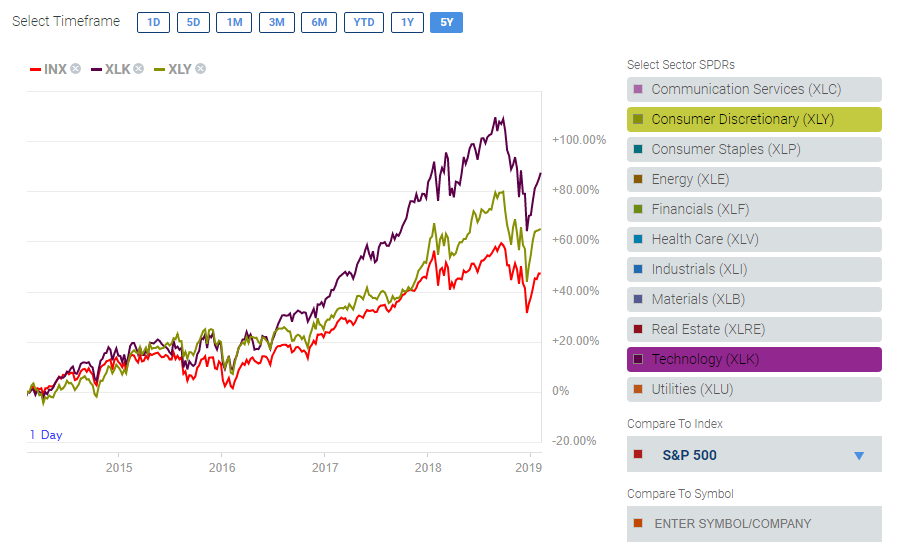 Select Timeframe 1D 5D 1M 3M 6M YTD 1Y 5Y
INX XLK XLY
+100.00%
+80.00%
+60.00%
+40.00%
+20.00%
0%
-20.00%
1 Day
2015 2016 2017 2018 2019
Select Sector SPDRs
Communication Services (XLC)
Consumer Discretionary (XLY)
Consumer Staples (XLP)
Energy (XLE)
Financials (XLF)
Health Care (XLV)
Industrials (XLI)
Materials (XLB)
Real Estate (XLRE)
Technology (XLK)
Utilities (XLU)
Compare To Index
S&P 500
Compare To Symbol
ENTER SYMBOL/COMPANY